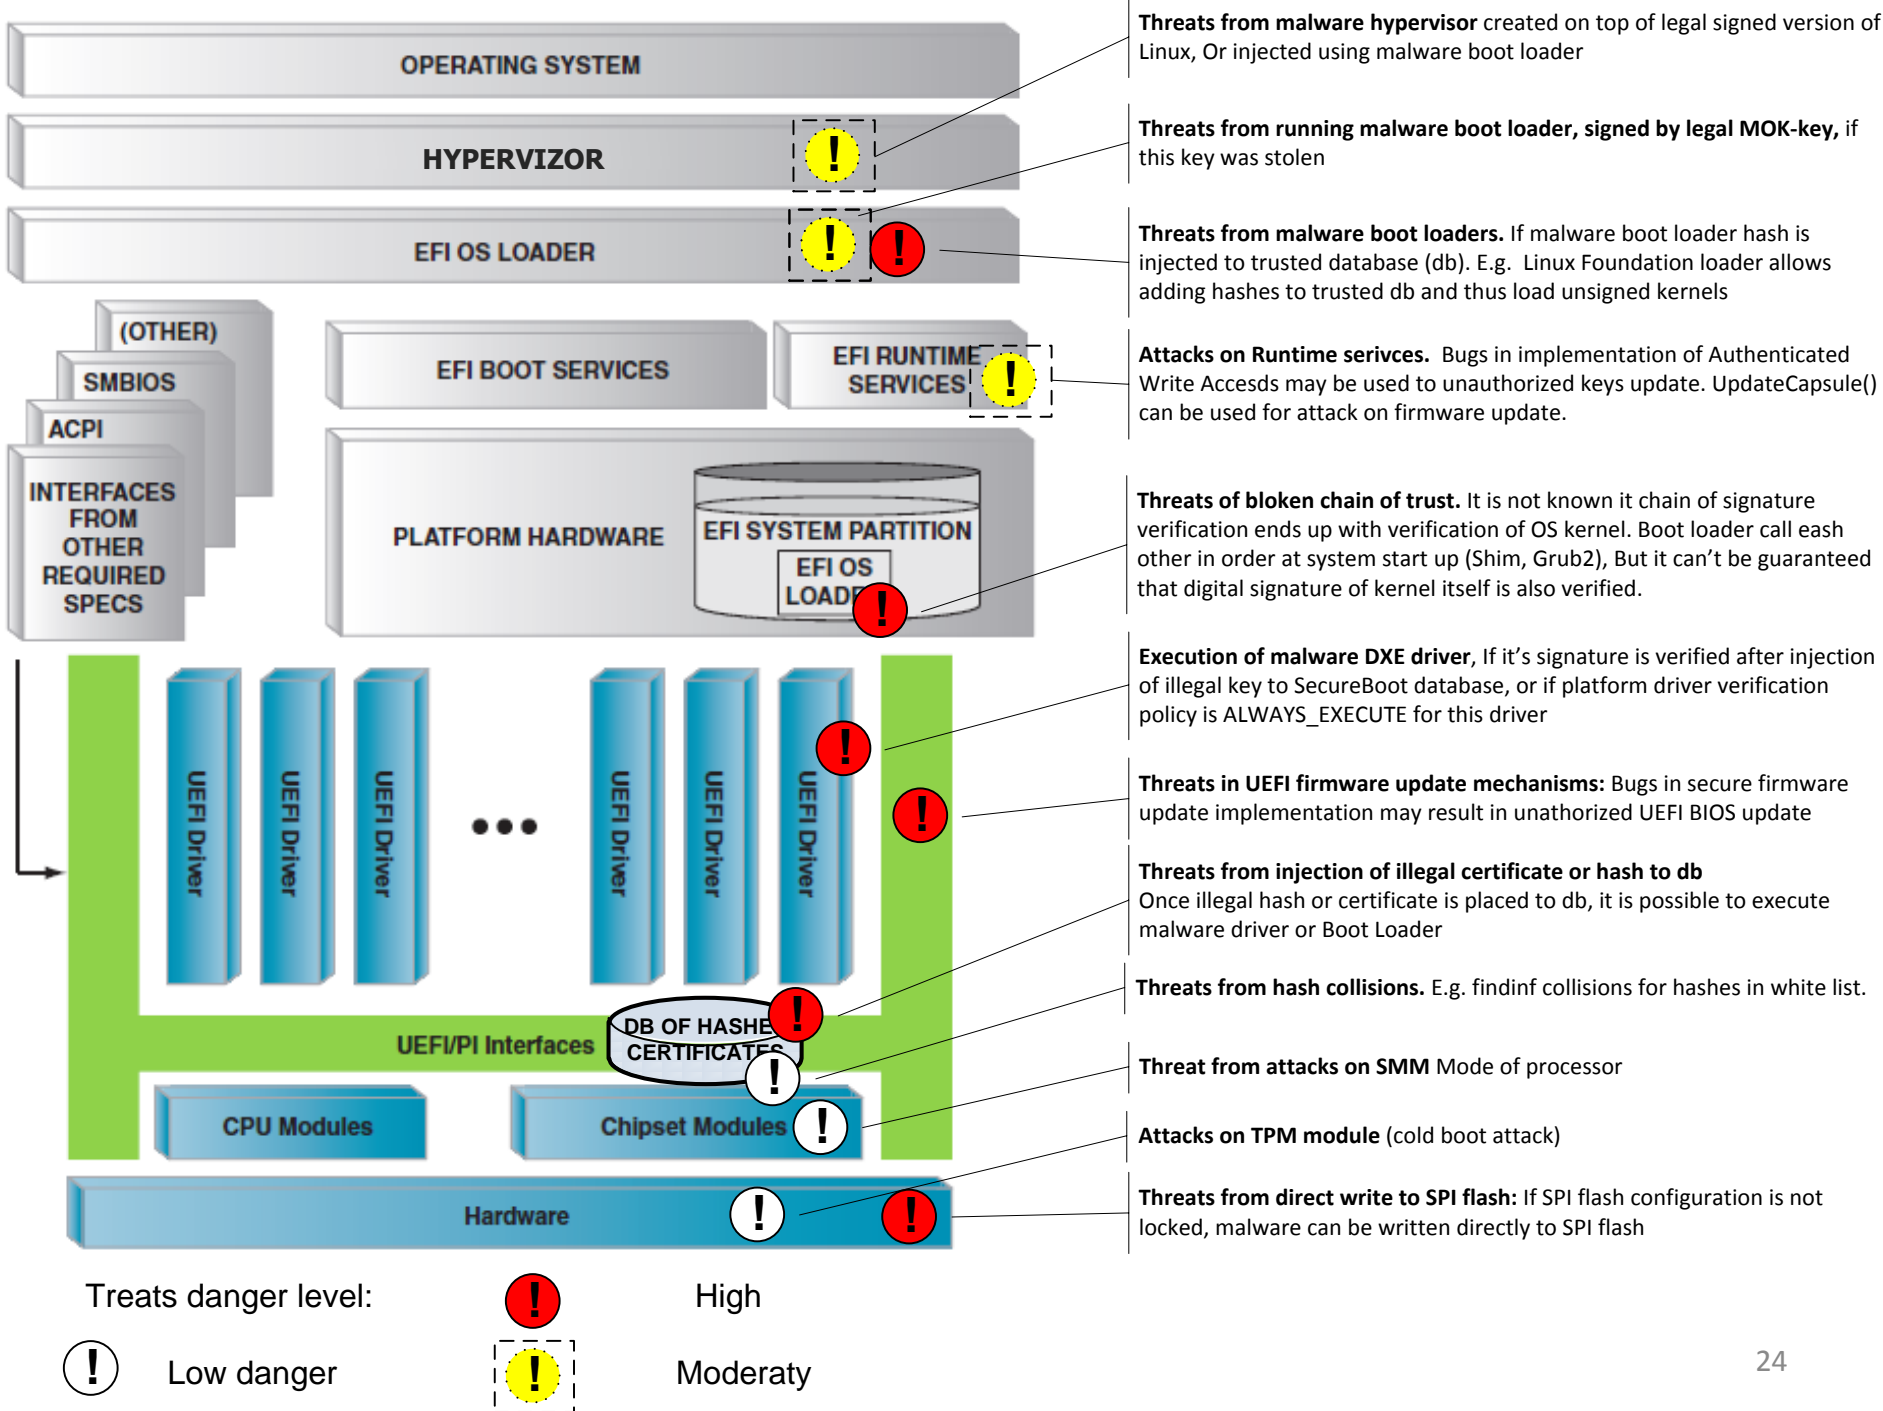 OPERATING SYSTEM
HYPERVIZOR
!
EFI OS LOADER
!
!
(OTHER)
SMBIOS
ACPI
INTERFACES
FROM
OTHER
REQUIRED
SPECS
EFI BOOT SERVICES
EFI RUNTIME
SERVICES
!
PLATFORM HARDWARE
EFI SYSTEM PARTITION
EFI OS
!
UEFI Driver
UEFI Driver
UEFI Driver
●●●
UEFI Driver
UEFI Driver
UEFI Driver
!
!
UEFI/PI Interfaces
DB OF
CERTIFICATES
!
!
CPU Modules
Chipset Modules
!
Hardware
!
!
Threats from malware hypervisor created on top of legal signed version of
Linux, Or injected using malware boot loader
Threats from running malware boot loader, signed by legal MOK-key, if
this key was stolen
Threats from malware boot loaders. If malware boot loader hash is
injected to trusted database (db). E.g. Linux Foundation loader allows
adding hashes to trusted db and thus load unsigned kernels
Attacks on Runtime serivces. Bugs in implementation of Authenticated
Write Accesds may be used to unauthorized keys update. UpdateCapsule()
can be used for attack on firmware update.
Threats of bloken chain of trust. It is not known it chain of signature
verification ends up with verification of OS kernel. Boot loader call eash
other in order at system start up (Shim, Grub2), But it can’t be guaranteed
that digital signature of kernel itself is also verified.
Execution of malware DXE driver, If it’s signature is verified after injection
of illegal key to SecureBoot database, or if platform driver verification
policy is ALWAYS_EXECUTE for this driver
Threats in UEFI firmware update mechanisms: Bugs in secure firmware
update implementation may result in unathorized UEFI BIOS update
Threats from injection of illegal certificate or hash to db
Once illegal hash or certificate is placed to db, it is possible to execute
malware driver or Boot Loader
Threats from hash collisions. E.g. findinf collisions for hashes in white list.
Threat from attacks on SMM Mode of processor
Attacks on TPM module (cold boot attack)
Threats from direct write to SPI flash: If SPI flash configuration is not
locked, malware can be written directly to SPI flash
Treats danger level:
!
High
!
Low danger
!
Moderaty
24